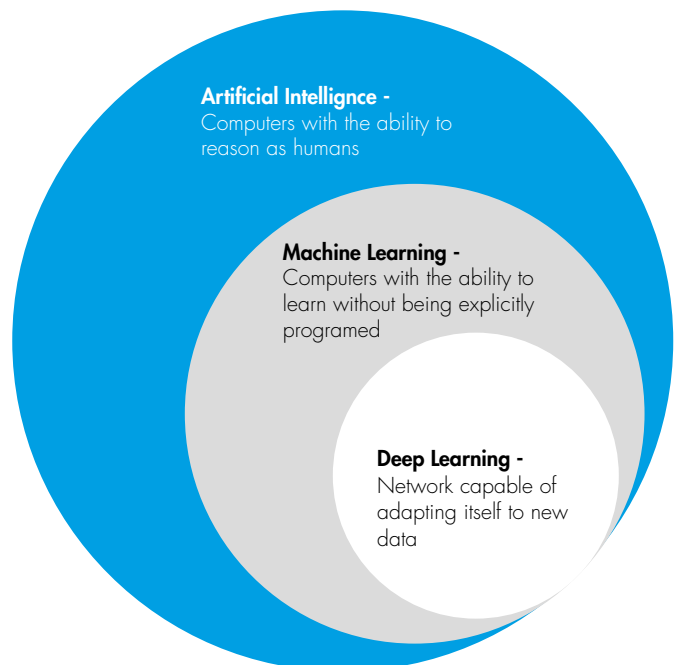 Artificial Intellignce -
Computers with the ability to
reason as humans
Machine Learning -
Computers with the ability to
learn without being explicitly
programed
Deep Learning -
Network capable of
adapting itself to new
data